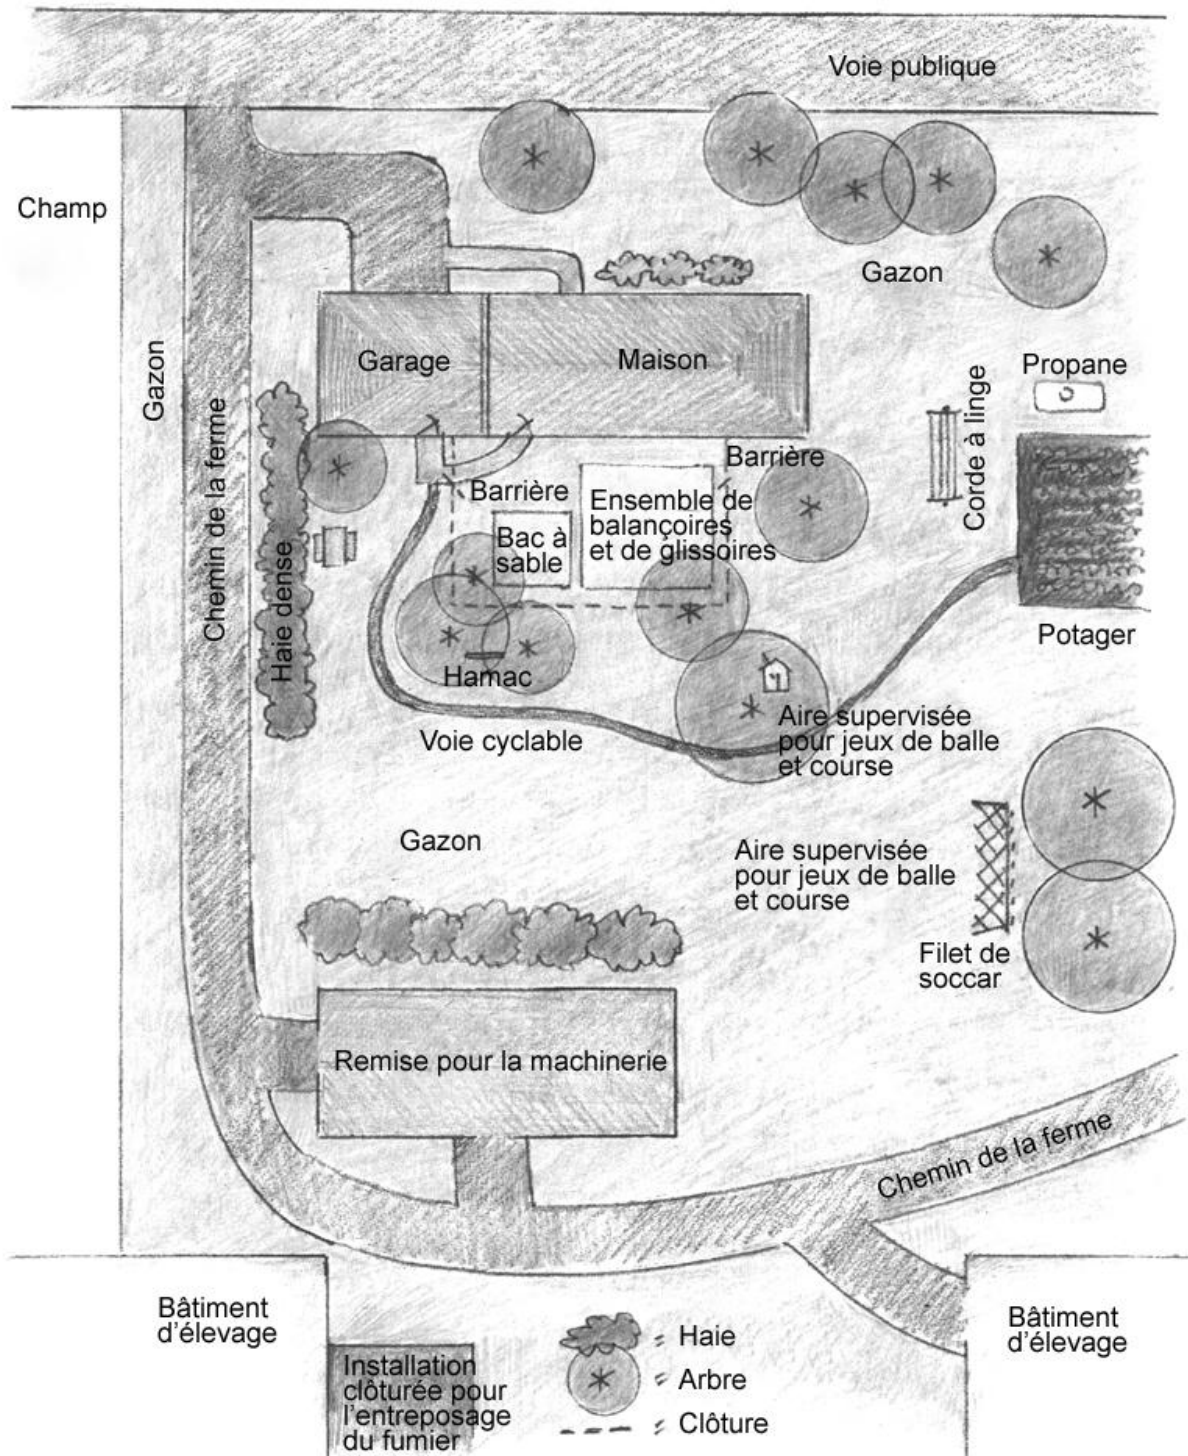 Voie publique
Champ
Gazon
Gazon
Garage
Maison
Propane
Corde à linge
Chemin de la ferme
Haie dense
Barrière
Barrière
Bac à
sable
Ensemble de
balançoires
et de glissoires
Potager
Hamac
Voie cyclable
Aire supervisée
pour jeux de balle
et course
Gazon
Aire supervisée
pour jeux de balle
et course
Filet de
soccar
Remise pour la machinerie
Chemin de la ferme
Bâtiment
d'élevage
Installation
clôturée pour
l'entreposage
du fumier
Haie
Arbre
Clôture
Bâtiment
d'élevage